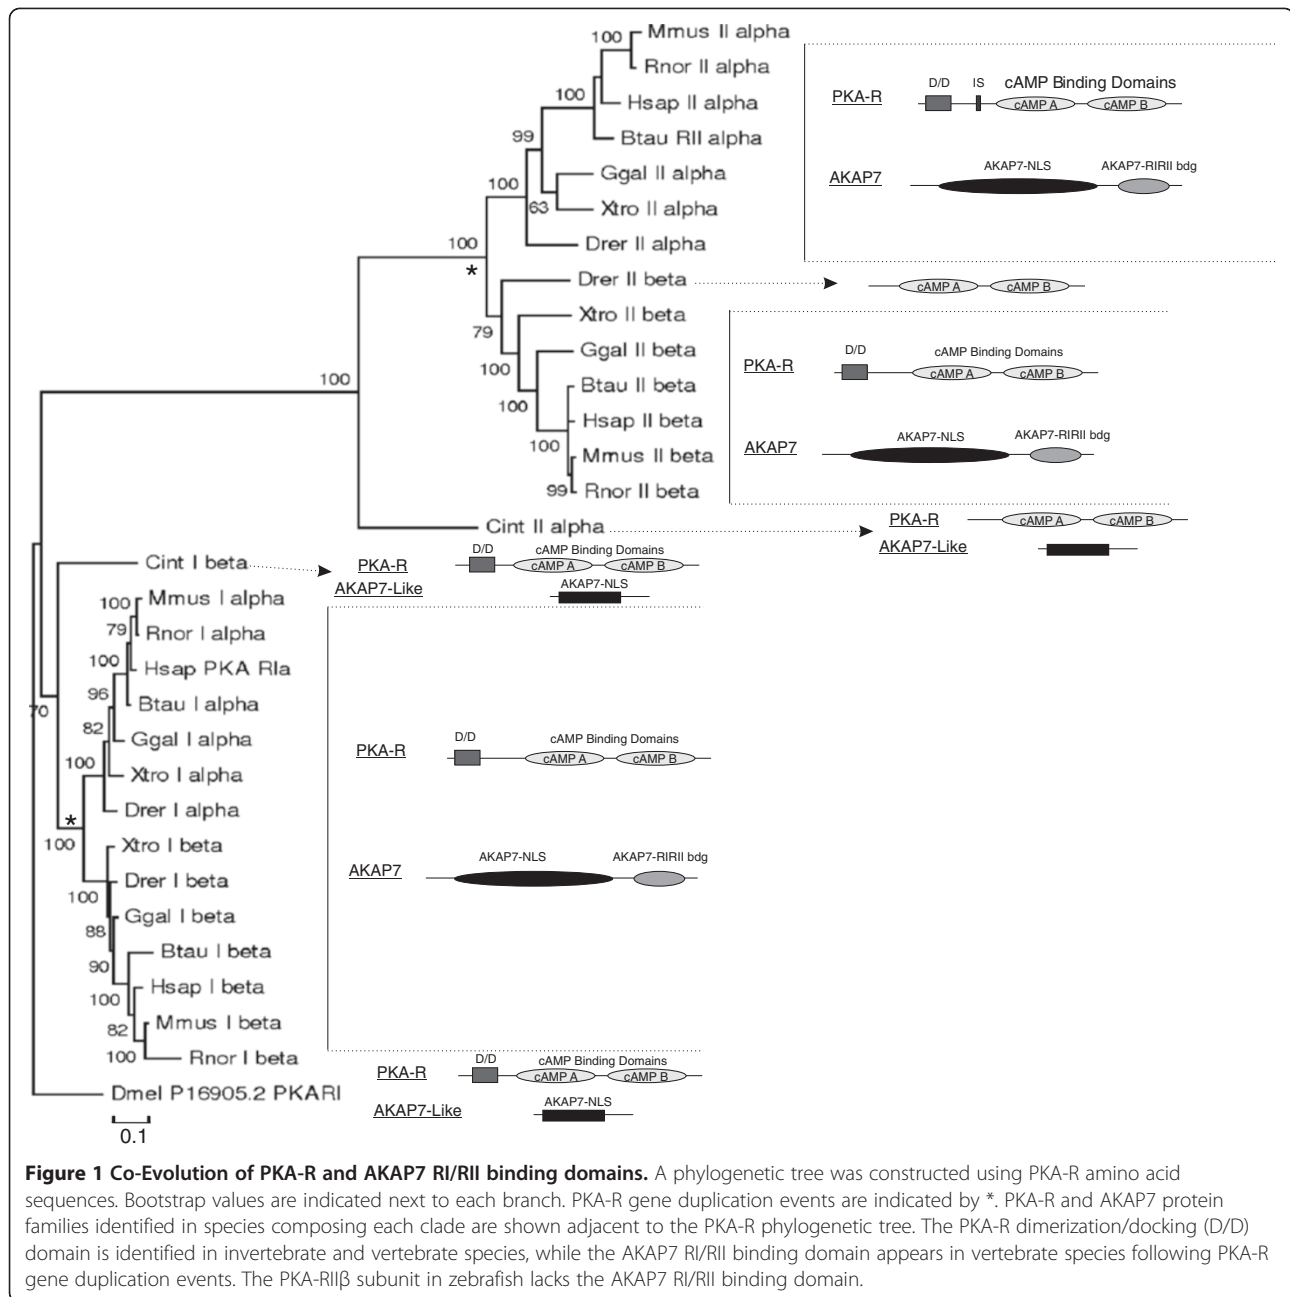 100
Mmus II alpha
Rnor II alpha
100
Hsap II alpha
99
Btau RII alpha
100
Ggal II alpha
63
Xtro II alpha
100
Drer II alpha
*
Drer II beta
79
Xtro II beta
100
Ggal II beta
100
Btau II beta
100
Hsap II beta
100
Mmus II beta
99
Rnor II beta
Cint II alpha
D/D
IS
cAMP Binding Domains
PKA-R
cAMP A
cAMP B
AKAP7-NLS
AKAP7-RIRII bdg
AKAP7
cAMP A
cAMP B
D/D
cAMP Binding Domains
PKA-R
cAMP A
cAMP B
AKAP7-NLS
AKAP7-RIRII bdg
AKAP7
PKA-R
cAMP A
cAMP B
AKAP7-Like
Cint I beta
D/D
cAMP Binding Domains
PKA-R
cAMP A
cAMP B
AKAP7-Like
AKAP7-NLS
100
Mmus I alpha
79
Rnor I alpha
100
Hsap PKA RIa
96
Btau I alpha
70
82
Ggal I alpha
100
Xtro I alpha
Drer I alpha
*
100
Xtro I beta
Drer I beta
100
Ggal I beta
88
Btau I beta
90
Hsap I beta
100
Mmus I beta
82
100
Rnor I beta
Dmel P16905.2 PKARI
0.1
D/D
cAMP Binding Domains
PKA-R
cAMP A
cAMP B
AKAP7-NLS
AKAP7-RIRII bdg
AKAP7
D/D
cAMP Binding Domains
PKA-R
cAMP A
cAMP B
AKAP7-NLS
AKAP7-Like
Figure 1 Co-Evolution of PKA-R and AKAP7 RI/RII binding domains. A phylogenetic tree was constructed using PKA-R amino acid
sequences. Bootstrap values are indicated next to each branch. PKA-R gene duplication events are indicated by *. PKA-R and AKAP7 protein
families identified in species composing each clade are shown adjacent to the PKA-R phylogenetic tree. The PKA-R dimerization/docking (D/D)
domain is identified in invertebrate and vertebrate species, while the AKAP7 RI/RII binding domain appears in vertebrate species following PKA-R
gene duplication events. The PKA-RIIβ subunit in zebrafish lacks the AKAP7 RI/RII binding domain.